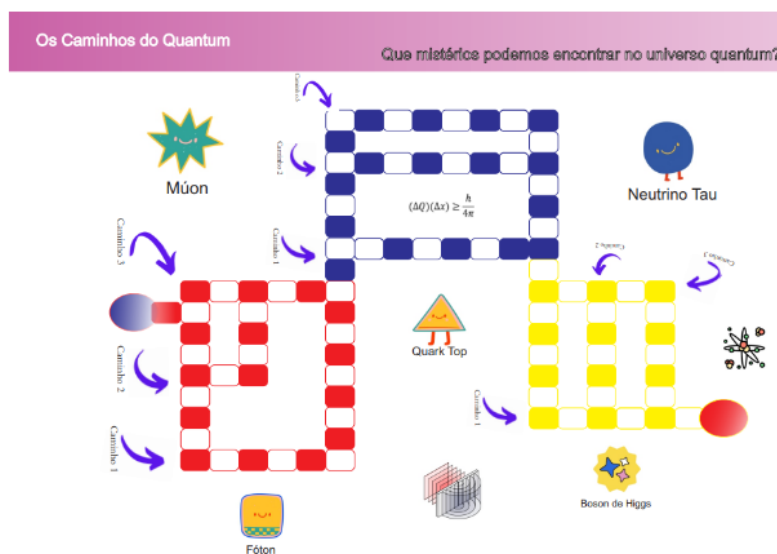 Os Caminhos do Quantum
Que mistérios podemos encontrar no universo quantum?
Caminho 3
Caminho 2
Caminho 1
(ΔQ)(Δx) ≥ h/4π
Múon
Neutrino Tau
Caminho 3
Caminho 2
Caminho 1
Caminho 2
Caminho 3
Quark Top
Caminho 1
Boson de Higgs
Fóton